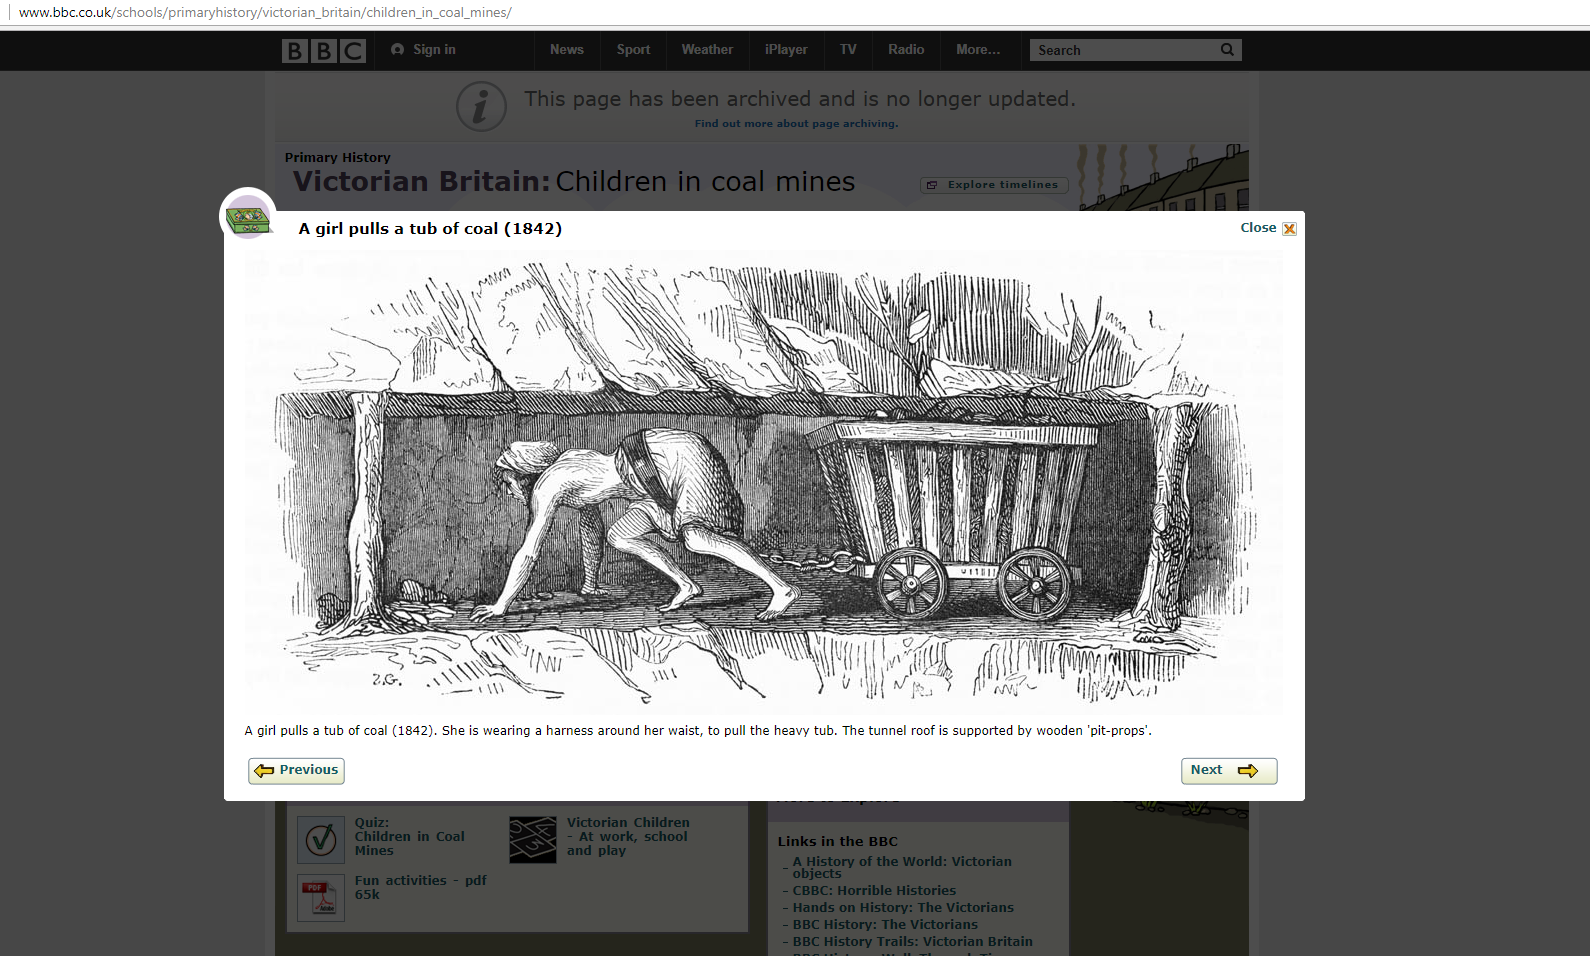 www.bbc.co.uk/schools/primaryhistory/victorian_britain/children_in_coal_mines/
BBC Sign in News Sport Weather iPlayer TV Radio More... Search
This page has been archived and is no longer updated.
Find out more about page archiving.
Primary History
Victorian Britain: Children in coal mines
Explore timelines
A girl pulls a tub of coal (1842)
Close
J.G.
A girl pulls a tub of coal (1842). She is wearing a harness around her waist, to pull the heavy tub. The tunnel roof is supported by wooden 'pit-props'.
Previous
Next
Quiz:
Children in Coal
Mines
Victorian Children
- At work, school
and play
PDF
Adobe
Fun activities - pdf
65k
Links in the BBC
– A History of the World: Victorian
objects
– CBBC: Horrible Histories
– Hands on History: The Victorians
– BBC History: The Victorians
– BBC History Trails: Victorian Britain